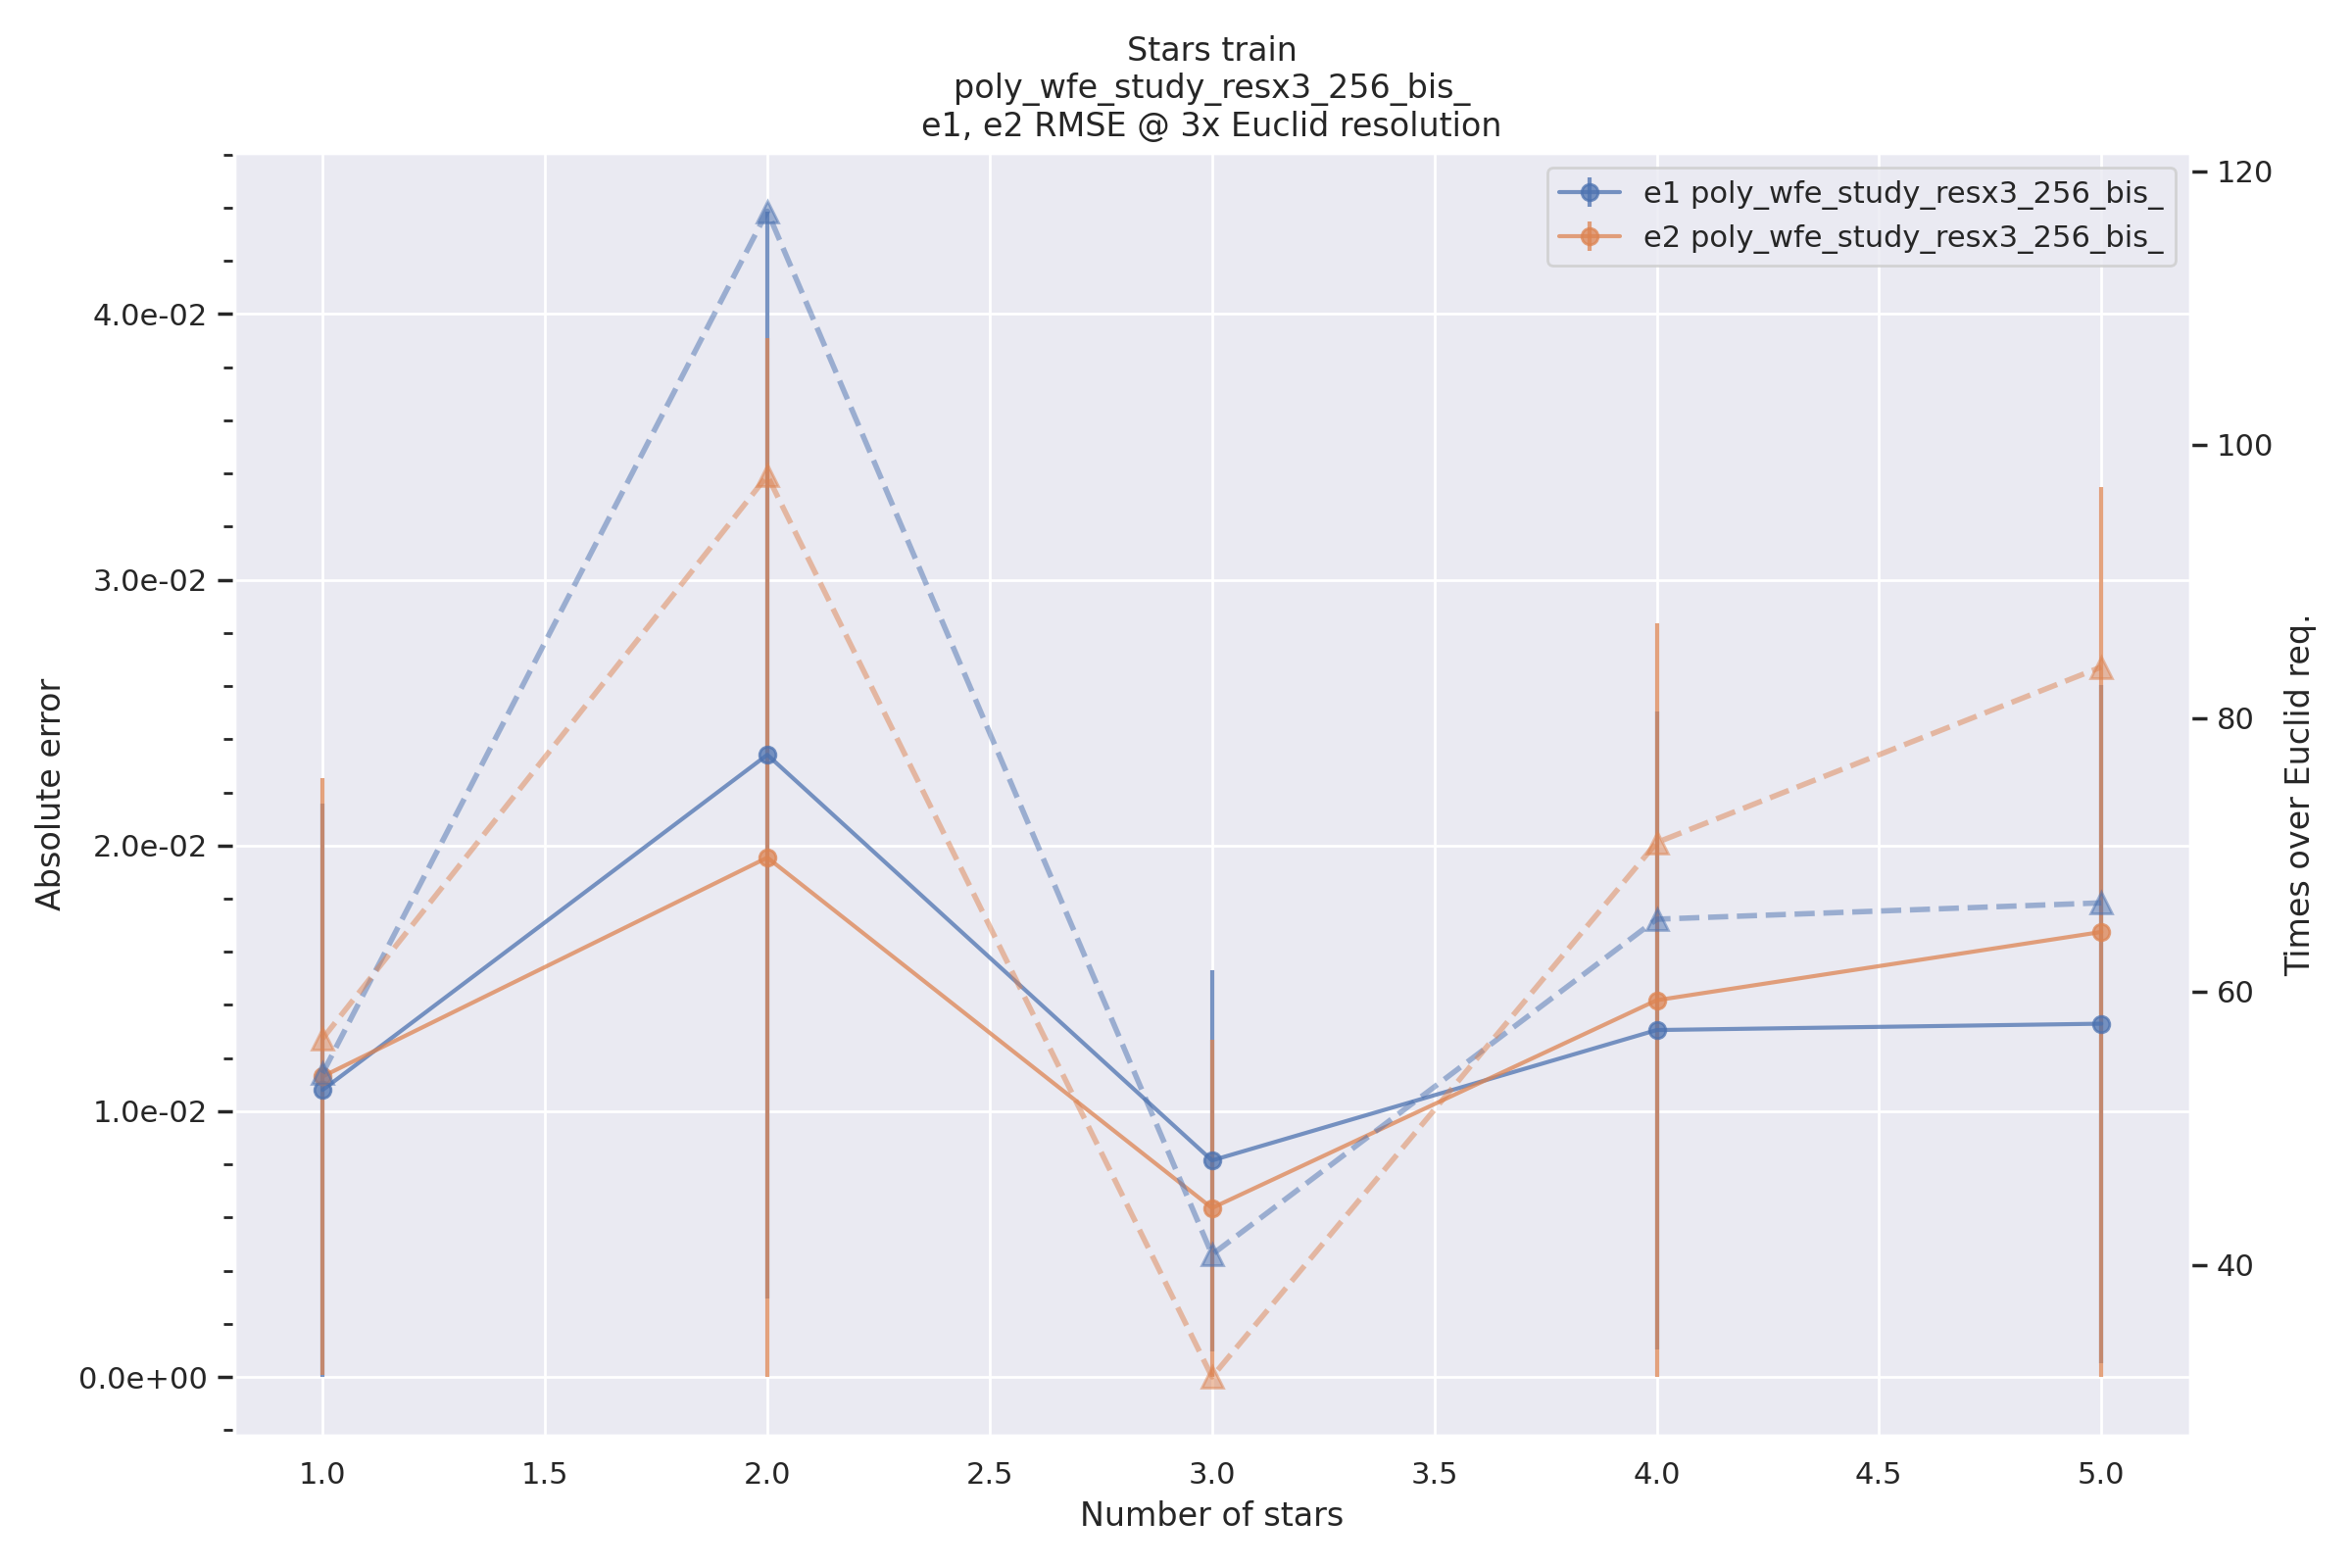 Stars train
poly_wfe_study_resx3_256_bis_
e1, e2 RMSE @ 3x Euclid resolution
e1 poly_wfe_study_resx3_256_bis_
e2 poly_wfe_study_resx3_256_bis_
Absolute error
4.0e-02
3.0e-02
2.0e-02
1.0e-02
0.0e+00
120
100
80
60
40
Times over Euclid req.
1.0 1.5 2.0 2.5 3.0 3.5 4.0 4.5 5.0
Number of stars